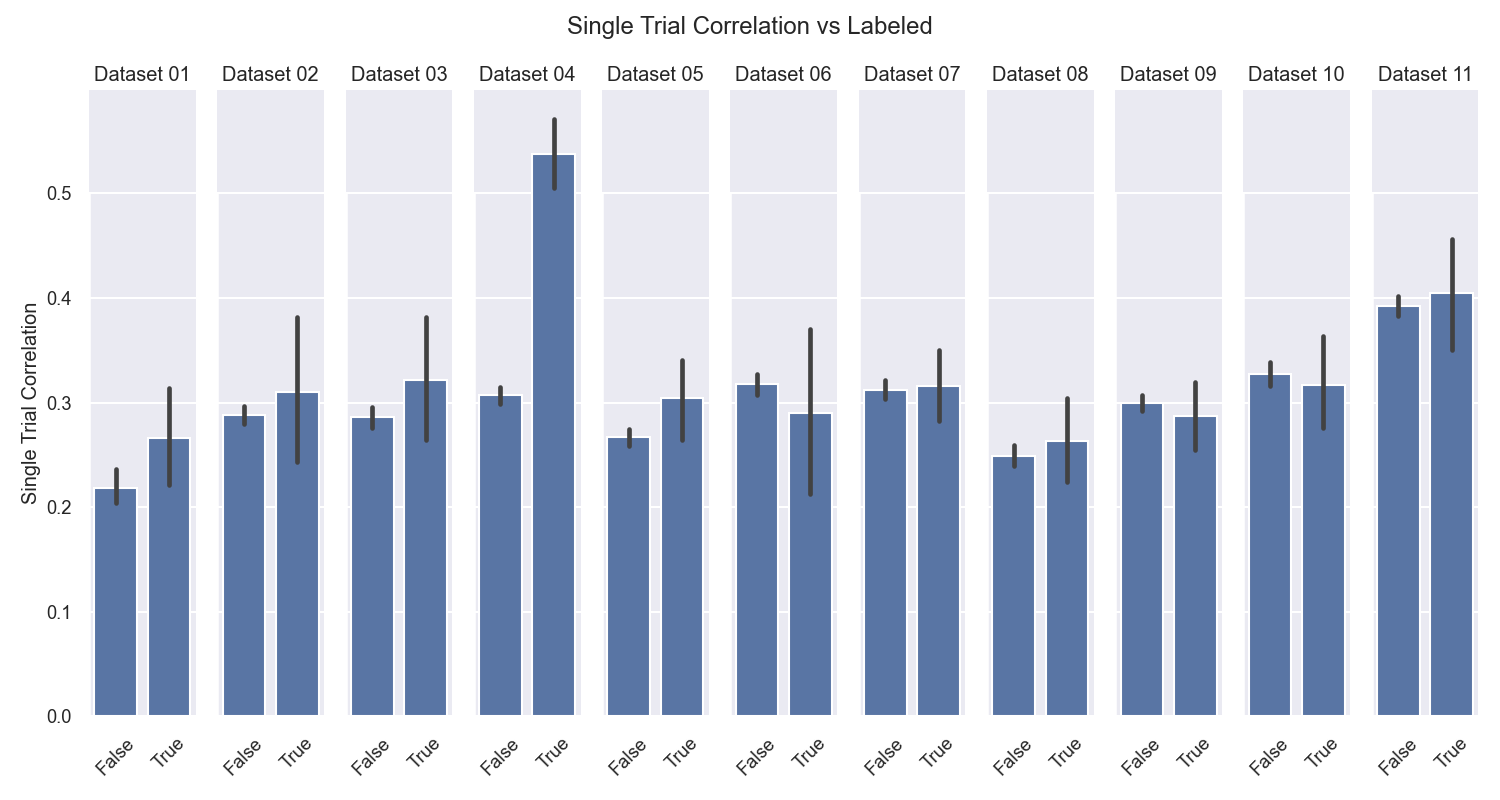 Single Trial Correlation vs Labeled
Dataset 01 Dataset 02 Dataset 03 Dataset 04 Dataset 05 Dataset 06 Dataset 07 Dataset 08 Dataset 09 Dataset 10 Dataset 11
Single Trial Correlation
0.5
0.4
0.3
0.2
0.1
0.0
False True False True False True False True False True False True False True False True False True False True False True